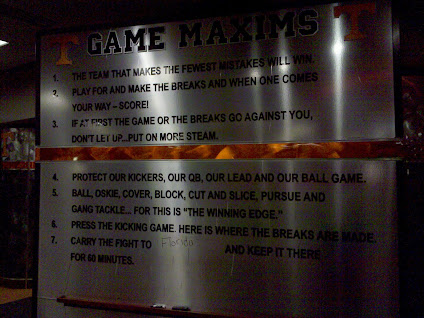 T GAME MAXIMS T
1. THE TEAM THAT MAKES THE FEWEST MISTAKES WILL WIN.
2. PLAY FOR AND MAKE THE BREAKS AND WHEN ONE COMES
YOUR WAY – SCORE!
3. IF AT FIRST THE GAME OR THE BREAKS GO AGAINST YOU,
DON'T LET UP...PUT ON MORE STEAM.
4. PROTECT OUR KICKERS, OUR QB, OUR LEAD AND OUR BALL GAME.
5. BALL, OSKIE, COVER, BLOCK, CUT AND SLICE, PURSUE AND
GANG TACKLE... FOR THIS IS "THE WINNING EDGE."
6. PRESS THE KICKING GAME. HERE IS WHERE THE BREAKS ARE MADE.
7. CARRY THE FIGHT TO Florida AND KEEP IT THERE
FOR 60 MINUTES.